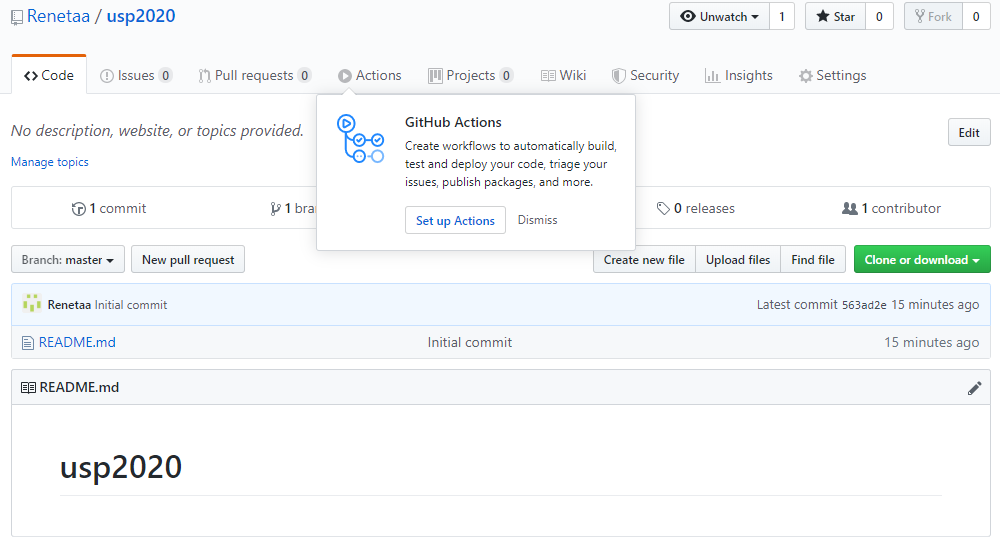 Renetaa / usp2020
Unwatch 1 Star 0 Fork 0
Code Issues 0 Pull requests 0 Actions Projects 0 Wiki Security Insights Settings
No description, website, or topics provided.
Edit
Manage topics
GitHub Actions
Create workflows to automatically build,
test and deploy your code, triage your
issues, publish packages, and more.
Set up Actions Dismiss
1 commit 1 bra 0 releases 1 contributor
Branch: master New pull request Create new file Upload files Find file Clone or download
Renetaa Initial commit Latest commit 563ad2e 15 minutes ago
README.md Initial commit 15 minutes ago
README.md
usp2020